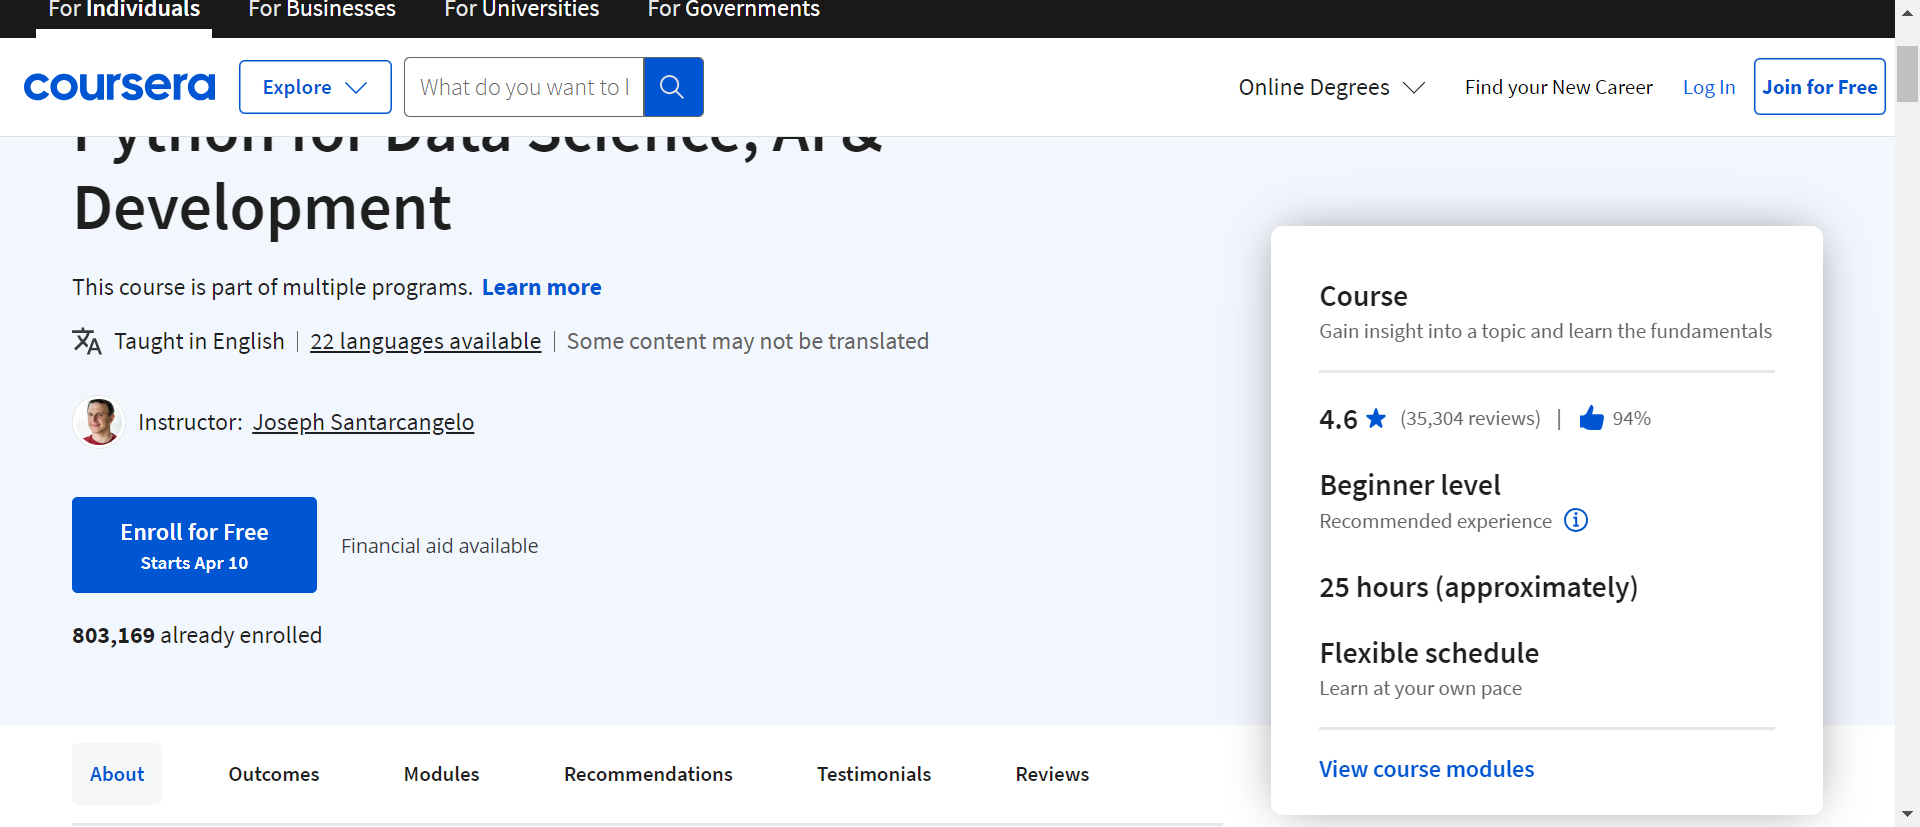 For Individuals For Businesses For Universities For Governments
coursera Explore What do you want to l Online Degrees Find your New Career Log In Join for Free
Python for Data Science, AI &
Development
This course is part of multiple programs. Learn more
Taught in English | 22 languages available | Some content may not be translated
Instructor: Joseph Santarcangelo
Enroll for Free
Starts Apr 10
Financial aid available
803,169 already enrolled
Course
Gain insight into a topic and learn the fundamentals
4.6 (35,304 reviews) | 94%
Beginner level
Recommended experience
25 hours (approximately)
Flexible schedule
Learn at your own pace
View course modules
About Outcomes Modules Recommendations Testimonials Reviews